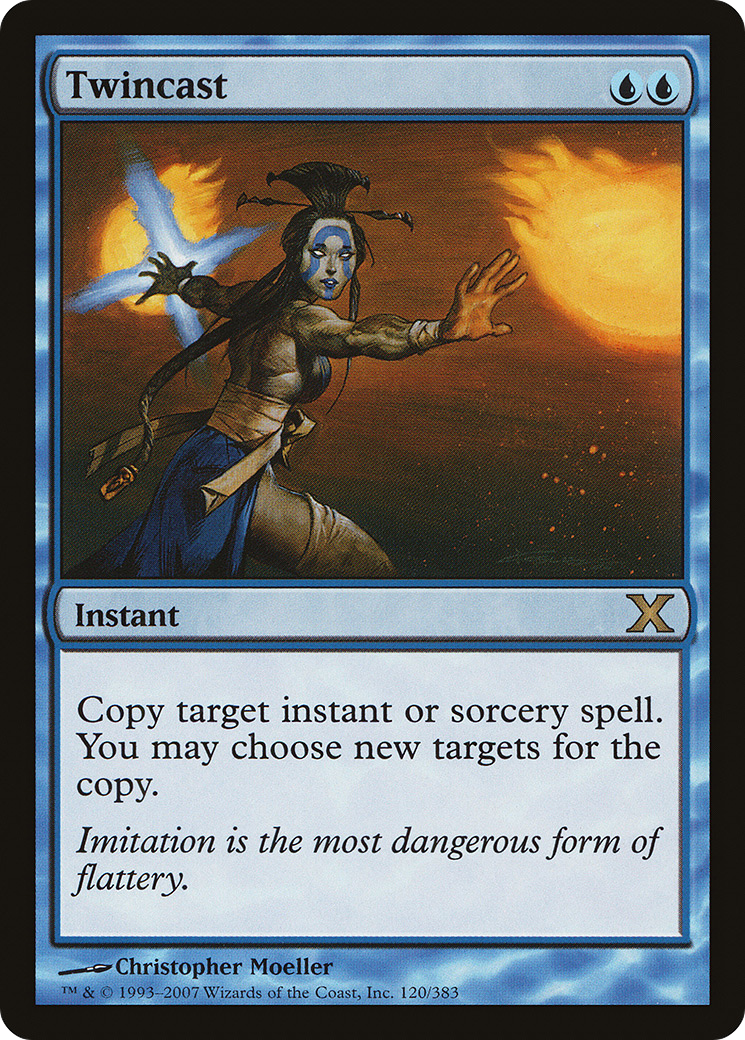 Twincast
Instant
Copy target instant or sorcery spell.
You may choose new targets for the
copy.
Imitation is the most dangerous form of
flattery.
Christopher Moeller
™ & © 1993–2007 Wizards of the Coast, Inc. 120/383